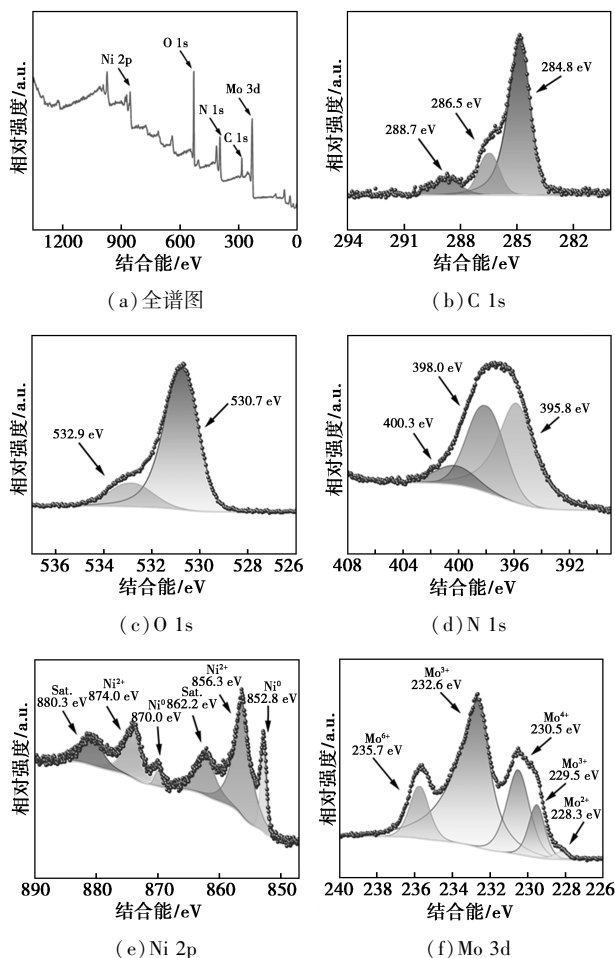 相对强度/a.u.
Ni 2p
O 1s
N 1s
Mo 3d
C 1s
1200 900 600 300 0
结合能/eV
(a)全谱图
相对强度/a.u.
284.8 eV
286.5 eV
288.7 eV
294 291 288 285 282
结合能/eV
(b)C 1s
相对强度/a.u.
530.7 eV
532.9 eV
536 534 532 530 528 526
结合能/eV
(c)O 1s
相对强度/a.u.
398.0 eV
400.3 eV
395.8 eV
408 404 400 396 392
结合能/eV
(d)N 1s
相对强度/a.u.
Sat.
880.3 eV
Ni²⁺
874.0 eV
Ni⁰
870.0 eV
Sat.
862.2 eV
Ni²⁺
856.3 eV
Ni⁰
852.8 eV
890 880 870 860 850
结合能/eV
(e)Ni 2p
相对强度/a.u.
Mo⁶⁺
235.7 eV
Mo³⁺
232.6 eV
Mo⁴⁺
230.5 eV
Mo³⁺
229.5 eV
Mo²⁺
228.3 eV
240 238 236 234 232 230 228 226
结合能/eV
(f)Mo 3d